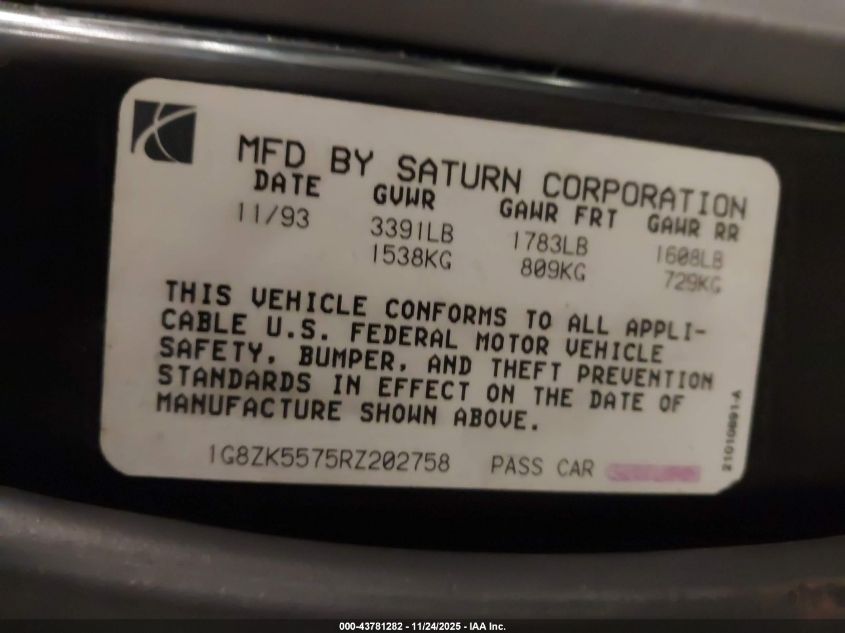 MFD BY SATURN CORPORATION
DATE GVWR GAWR FRT GAWR RR
11/93 3391LB 1783LB 1608LB
1538KG 809KG 729KG
THIS VEHICLE CONFORMS TO ALL APPLI-
CABLE U.S. FEDERAL MOTOR VEHICLE
SAFETY, BUMPER, AND THEFT PREVENTION
STANDARDS IN EFFECT ON THE DATE OF
MANUFACTURE SHOWN ABOVE.
1G8ZK5575RZ202758 PASS CAR
21010891-A
000-43781282 - 11/24/2025 - IAA Inc.